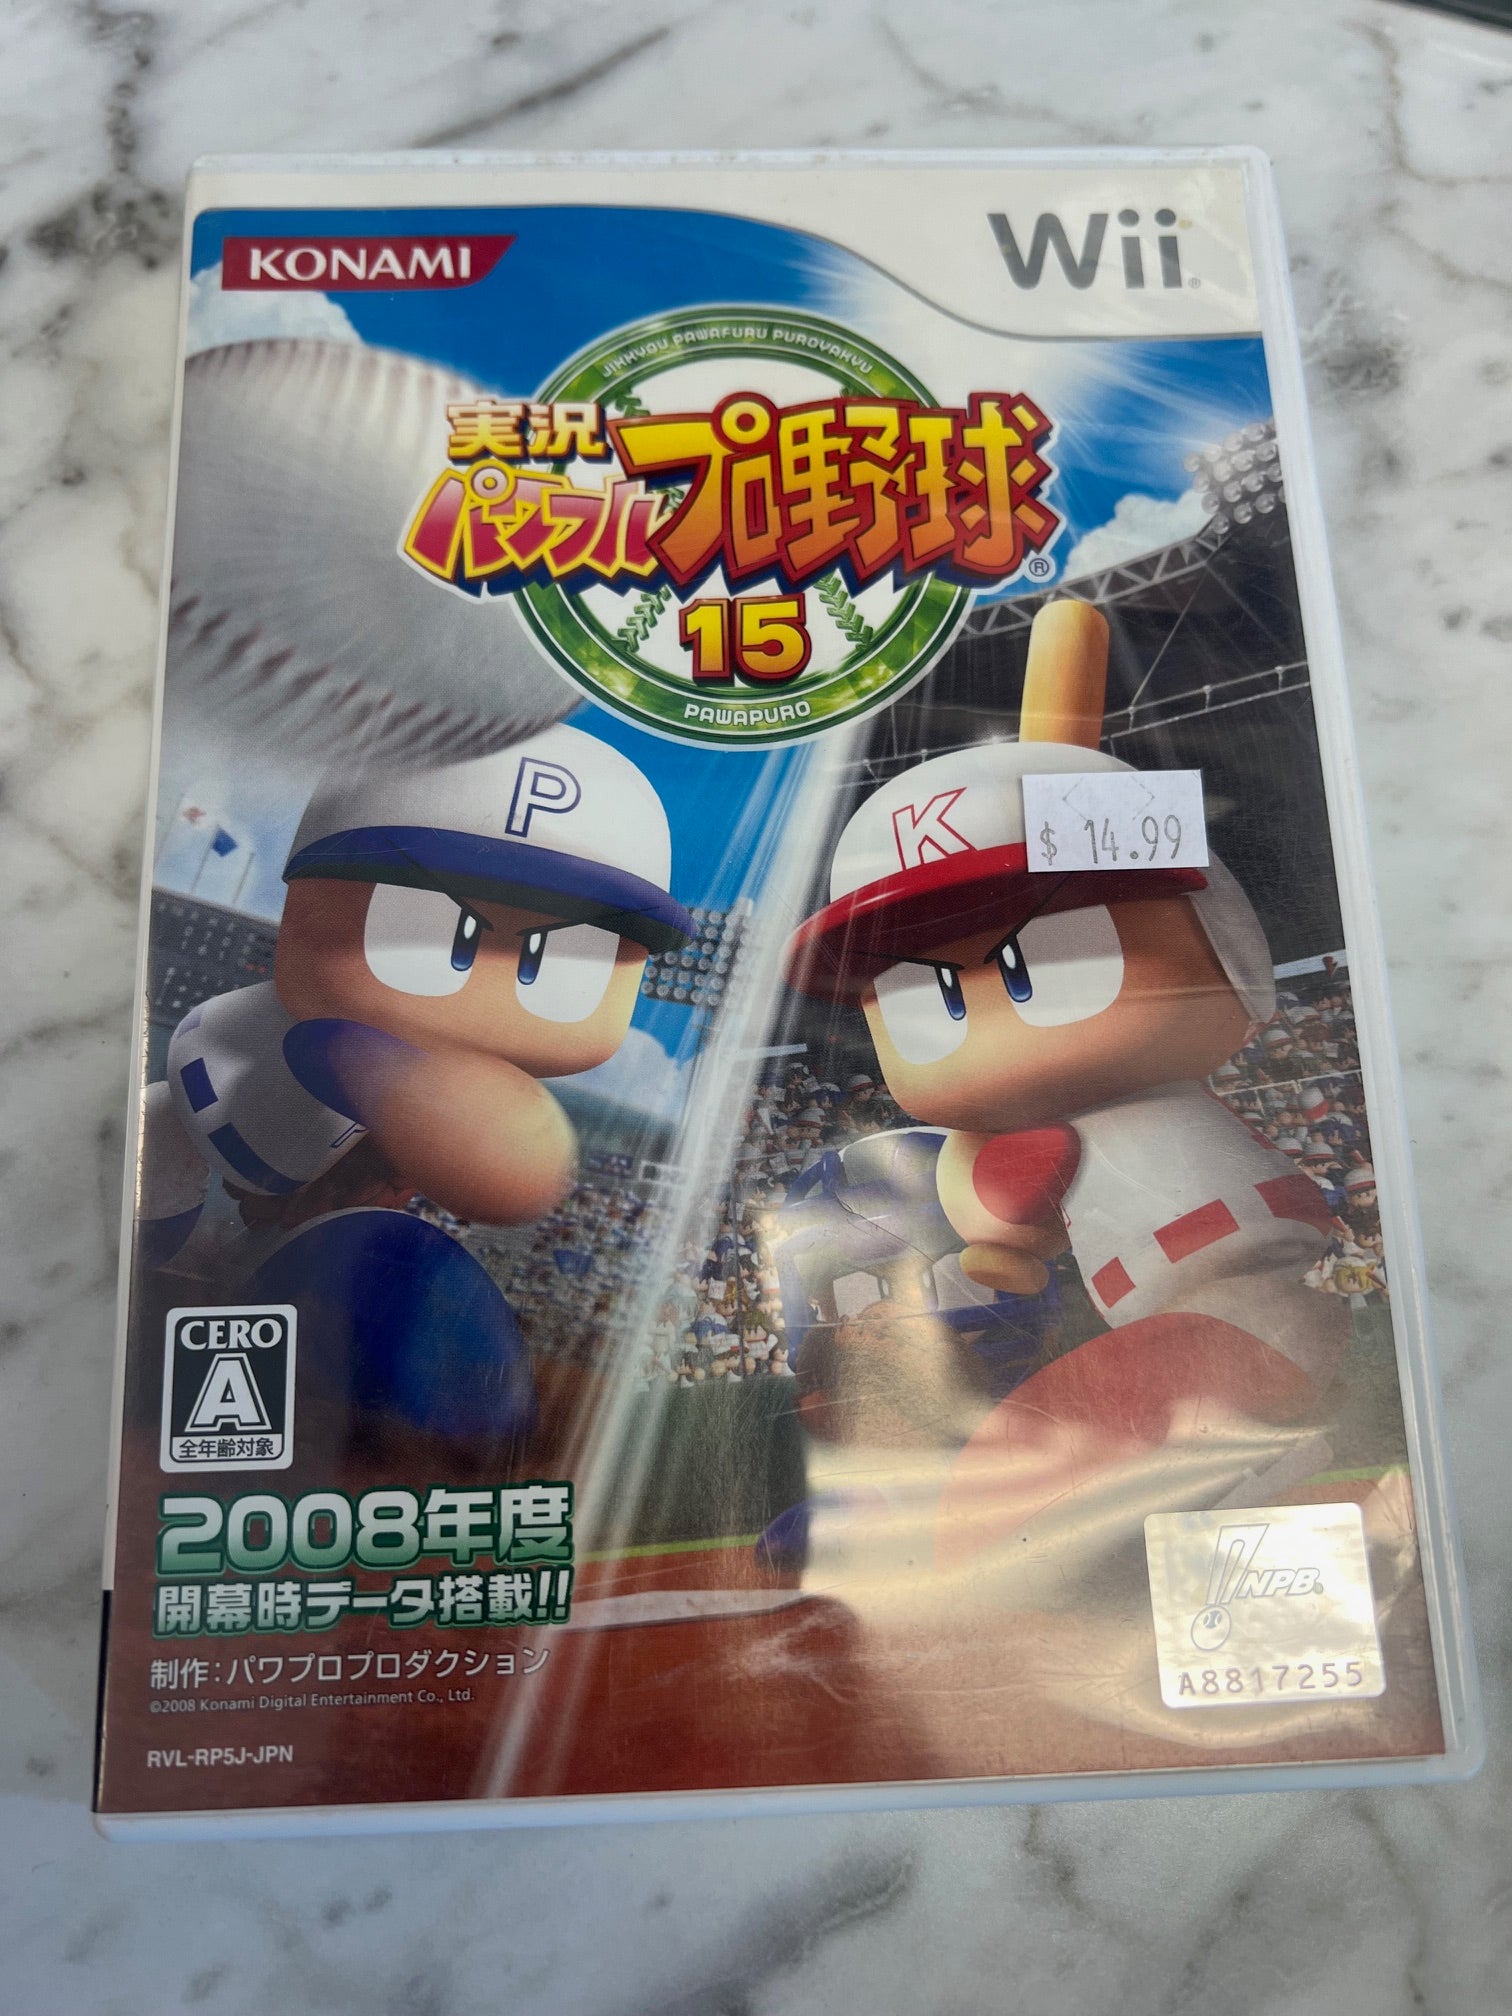 KONAMI
Wii
JIKKYOU PAWAFURU PUROYAKYU
実況
パワフルプロ野球®
15
PAWAPURO
P
K
$ 14.99
CERO
A
全年齢対象
2008年度
開幕時データ搭載!!
制作:パワプロプロダクション
©2008 Konami Digital Entertainment Co., Ltd.
RVL-RP5J-JPN
NPB®
A8817255